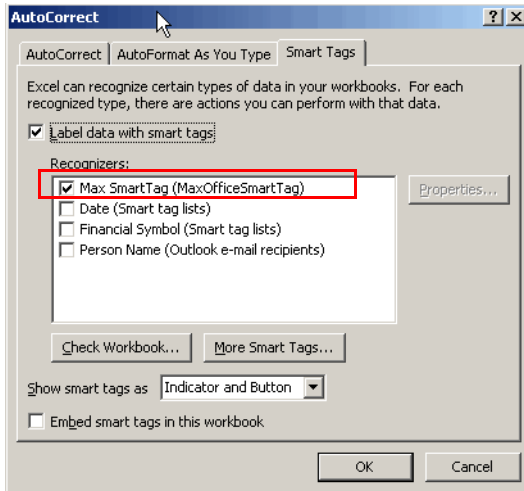 AutoCorrect
AutoCorrect AutoFormat As You Type Smart Tags
Excel can recognize certain types of data in your workbooks. For each
recognized type, there are actions you can perform with that data.
Label data with smart tags
Recognizers:
Max SmartTag (MaxOfficeSmartTag)
Properties...
Date (Smart tag lists)
Financial Symbol (Smart tag lists)
Person Name (Outlook e-mail recipients)
Check Workbook... More Smart Tags...
Show smart tags as Indicator and Button
Embed smart tags in this workbook
OK Cancel